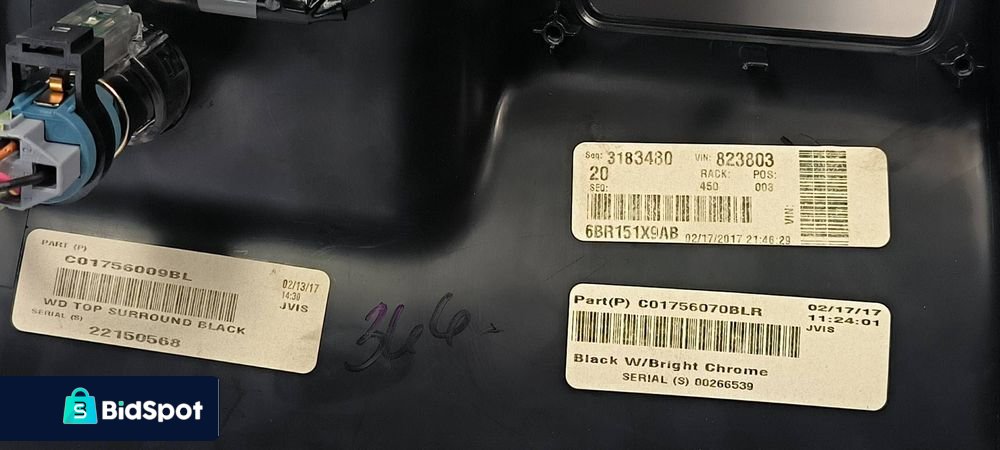 Seq: 3183480 VIN: 823803
20 RACK: POS:
SEQ: 450 003
VIN:
6BR151X9AB 02/17/2017 21:46:29
PART (P)
C01756009BL 02/13/17
14:30
JVIS
WD TOP SURROUND BLACK
SERIAL (S)
22150568
366
Part(P) C01756070BLR 02/17/17
11:24:01
JVIS
Black W/Bright Chrome
SERIAL (S) 00266539
BidSpot